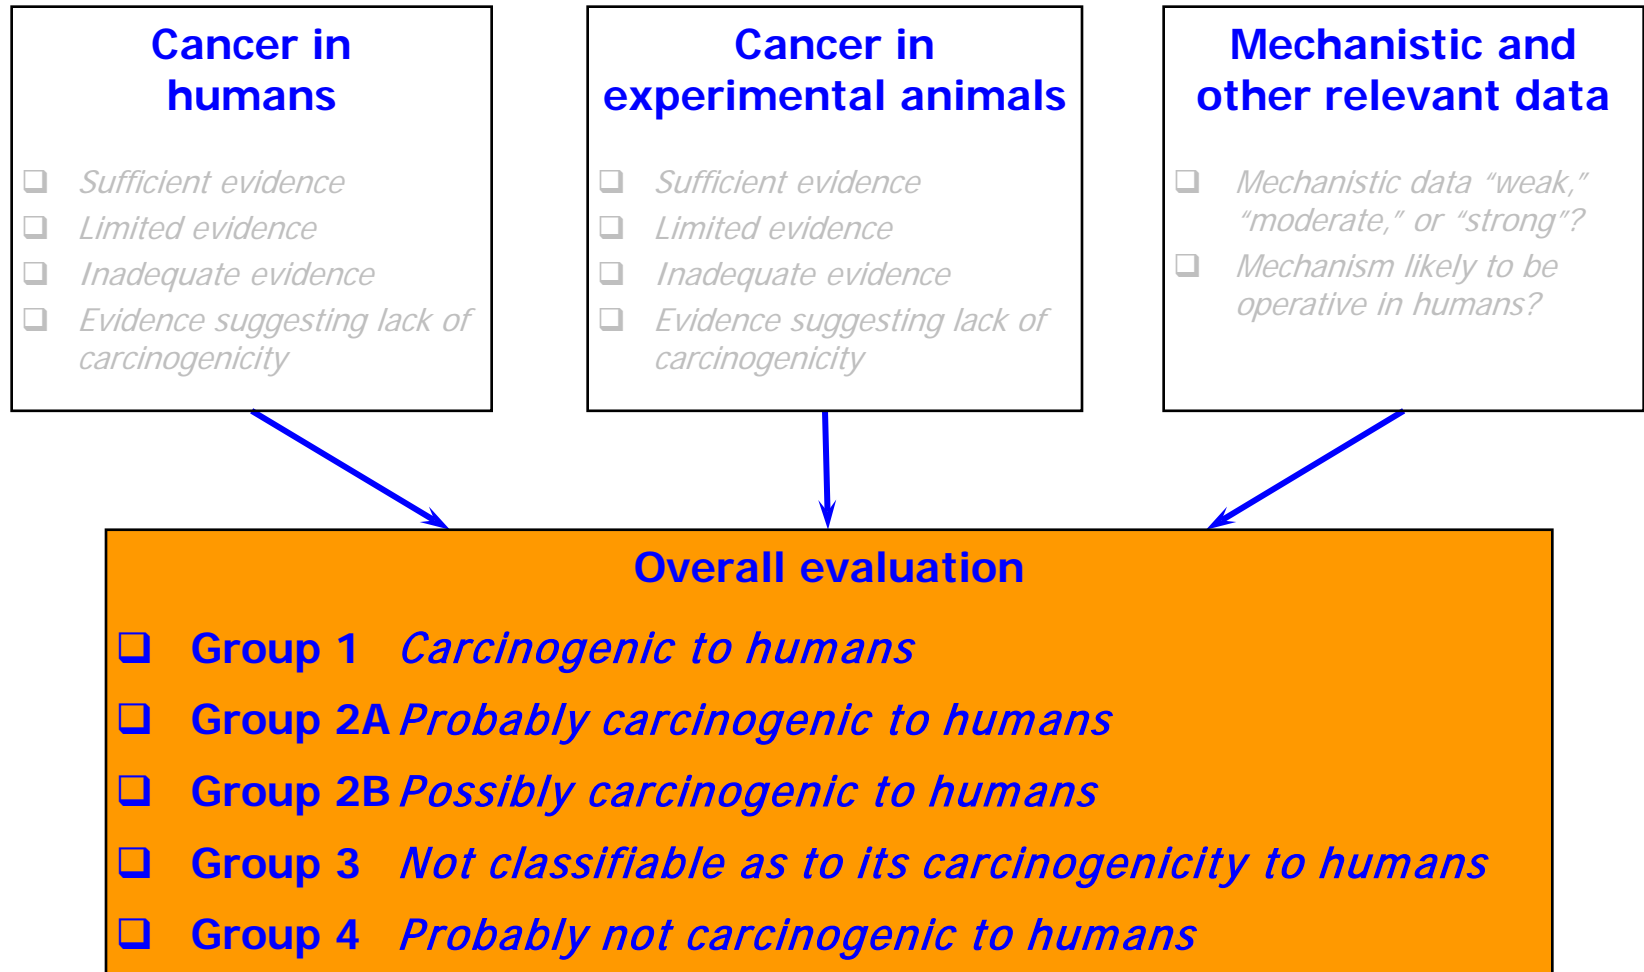 Cancer in
humans
❑ Sufficient evidence
❑ Limited evidence
❑ Inadequate evidence
❑ Evidence suggesting lack of
carcinogenicity
Cancer in
experimental animals
❑ Sufficient evidence
❑ Limited evidence
❑ Inadequate evidence
❑ Evidence suggesting lack of
carcinogenicity
Mechanistic and
other relevant data
❑ Mechanistic data “weak,”
“moderate,” or “strong”?
❑ Mechanism likely to be
operative in humans?
Overall evaluation
❑ Group 1 Carcinogenic to humans
❑ Group 2A Probably carcinogenic to humans
❑ Group 2B Possibly carcinogenic to humans
❑ Group 3 Not classifiable as to its carcinogenicity to humans
❑ Group 4 Probably not carcinogenic to humans